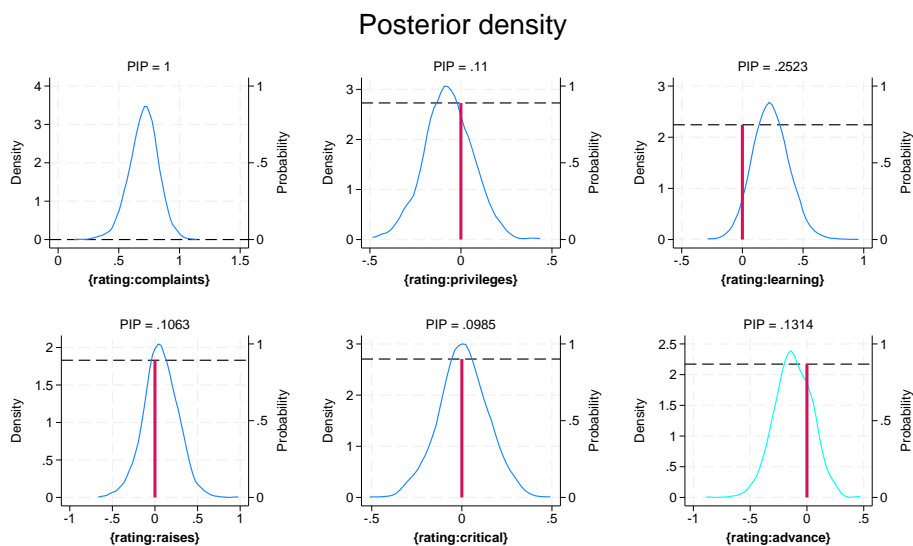 Posterior density
PIP = 1
4
3
2
1
0
Density
1
.5
0
Probability
0 .5 1 1.5
{rating:complaints}
PIP = .11
3
2
1
0
Density
1
.5
0
Probability
-.5 0 .5
{rating:privileges}
PIP = .2523
3
2
1
0
Density
1
.5
0
Probability
-.5 0 .5 1
{rating:learning}
PIP = .1063
2
1.5
1
.5
0
Density
1
.5
0
Probability
-1 -.5 0 .5 1
{rating:raises}
PIP = .0985
3
2
1
0
Density
1
.5
0
Probability
-.5 0 .5
{rating:critical}
PIP = .1314
2.5
2
1.5
1
.5
0
Density
1
.5
0
Probability
-1 -.5 0 .5
{rating:advance}